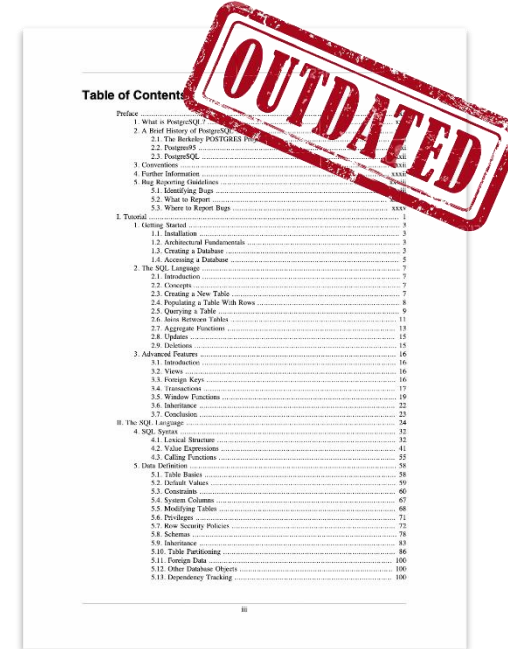 OUTDATED
Table of Contents
Preface
1. What is PostgreSQL?
2. A Brief History of PostgreSQL
2.1. The Berkeley POSTGRES
2.2. Postgres95
2.3. PostgreSQL
3. Conventions
4. Further Information
5. Bug Reporting Guidelines
5.1. Identifying Bugs
5.2. What to Report
5.3. Where to Report Bugs ... xxxv
I. Tutorial ... 1
1. Getting Started ... 3
1.1. Installation ... 3
1.2. Architectural Fundamentals ... 3
1.3. Creating a Database ... 3
1.4. Accessing a Database ... 5
2. The SQL Language ... 7
2.1. Introduction ... 7
2.2. Concepts ... 7
2.3. Creating a New Table ... 7
2.4. Populating a Table With Rows ... 8
2.5. Querying a Table ... 9
2.6. Joins Between Tables ... 11
2.7. Aggregate Functions ... 13
2.8. Updates ... 15
2.9. Deletions ... 15
3. Advanced Features ... 16
3.1. Introduction ... 16
3.2. Views ... 16
3.3. Foreign Keys ... 16
3.4. Transactions ... 17
3.5. Window Functions ... 19
3.6. Inheritance ... 22
3.7. Conclusion ... 23
II. The SQL Language ... 24
4. SQL Syntax ... 32
4.1. Lexical Structure ... 32
4.2. Value Expressions ... 41
4.3. Calling Functions ... 55
5. Data Definition ... 58
5.1. Table Basics ... 58
5.2. Default Values ... 59
5.3. Constraints ... 60
5.4. System Columns ... 67
5.5. Modifying Tables ... 68
5.6. Privileges ... 71
5.7. Row Security Policies ... 72
5.8. Schemas ... 78
5.9. Inheritance ... 83
5.10. Table Partitioning ... 86
5.11. Foreign Data ... 100
5.12. Other Database Objects ... 100
5.13. Dependency Tracking ... 100
iii